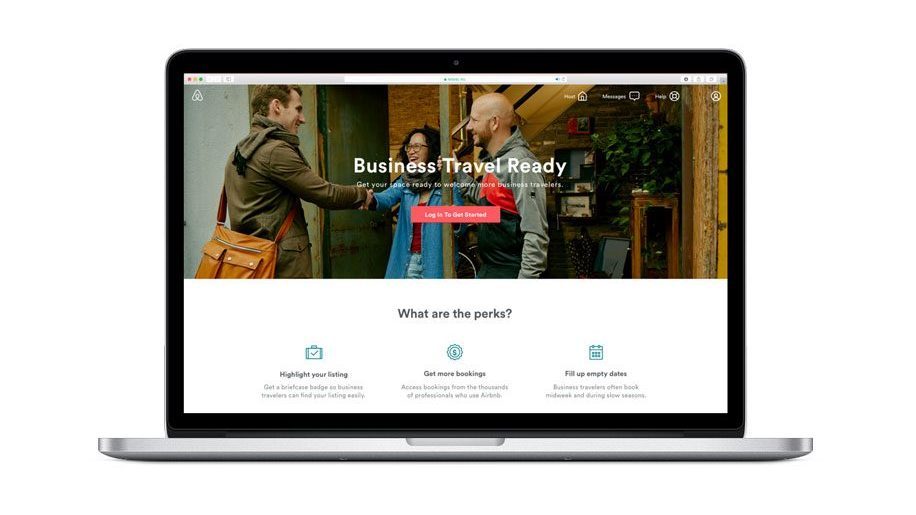 Host
Messages
Help
Business Travel Ready
Get your space ready to welcome more business travelers.
Log In To Get Started
What are the perks?
Highlight your listing
Get a briefcase badge so business
travelers can find your listing easily.
Get more bookings
Access bookings from the thousands
of professionals who use Airbnb.
Fill up empty dates
Business travelers often book
midweek and during slow seasons.